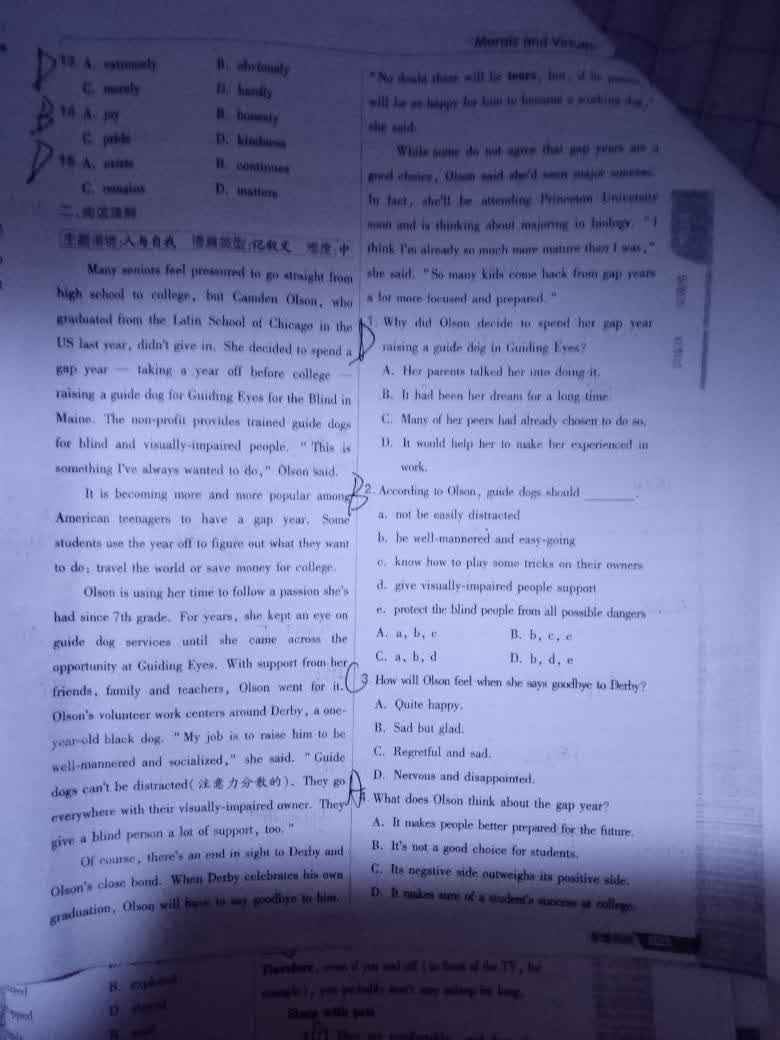 Morals and Virtues
13. A. extremely B. obviously
C. merely D. hardly
14. A. joy B. honesty
C. pride D. kindness
15. A. exists B. continues
C. remains D. matters
二、阅读理解
主题语境:人与自我 语篇类型:记叙文 难度:中
Many seniors feel pressured to go straight from
high school to college, but Camden Olson, who
graduated from the Latin School of Chicago in the
US last year, didn't give in. She decided to spend a
gap year — taking a year off before college —
raising a guide dog for Guiding Eyes for the Blind in
Maine. The non-profit provides trained guide dogs
for blind and visually-impaired people. "This is
something I've always wanted to do," Olson said.
It is becoming more and more popular among
American teenagers to have a gap year. Some
students use the year off to figure out what they want
to do; travel the world or save money for college.
Olson is using her time to follow a passion she's
had since 7th grade. For years, she kept an eye on
guide dog services until she came across the
opportunity at Guiding Eyes. With support from her
friends, family and teachers, Olson went for it.
Olson's volunteer work centers around Derby, a one-
year-old black dog. "My job is to raise him to be
well-mannered and socialized," she said. "Guide
dogs can't be distracted(注意力分散的). They go
everywhere with their visually-impaired owner. They
give a blind person a lot of support, too."
Of course, there's an end in sight to Derby and
Olson's close bond. When Derby celebrates his own
graduation, Olson will have to say goodbye to him.
"No doubt there will be tears, but, if he passes,
will be so happy for him to become a working dog,"
she said.
While some do not agree that gap years are a
good choice, Olson said she'd seen major success.
In fact, she'll be attending Princeton University
soon and is thinking about majoring in biology. "I
think I'm already so much more mature than I was,"
she said. "So many kids come back from gap years
a lot more focused and prepared."
D 1. Why did Olson decide to spend her gap year
raising a guide dog in Guiding Eyes?
A. Her parents talked her into doing it.
B. It had been her dream for a long time.
C. Many of her peers had already chosen to do so.
D. It would help her to make her experienced in
work.
B 2. According to Olson, guide dogs should ______.
a. not be easily distracted
b. be well-mannered and easy-going
c. know how to play some tricks on their owners
d. give visually-impaired people support
e. protect the blind people from all possible dangers
A. a, b, c B. b, c, e
C. a, b, d D. b, d, e
C 3. How will Olson feel when she says goodbye to Derby?
A. Quite happy.
B. Sad but glad.
C. Regretful and sad.
D. Nervous and disappointed.
A 4. What does Olson think about the gap year?
A. It makes people better prepared for the future.
B. It's not a good choice for students.
C. Its negative side outweighs its positive side.
D. It makes sure of a student's success at college.
B. explored
Therefore, even if you nod off (in front of the TV, for
example), you probably won't stay asleep for long.
Sleep with pets